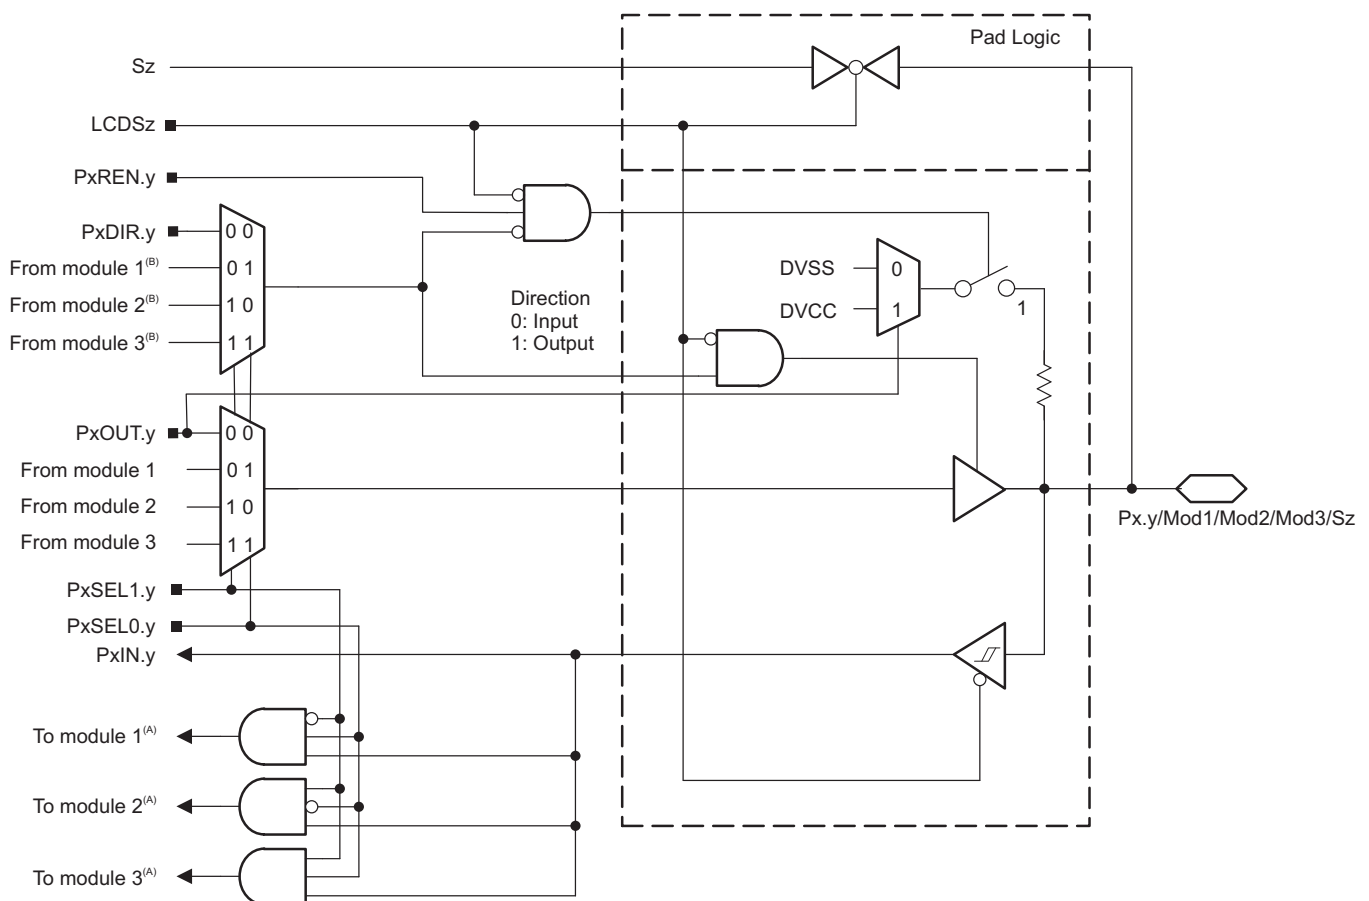 Pad Logic
Sz
LCDSz
PxREN.y
PxDIR.y
0 0
From module 1(B)
0 1
From module 2(B)
1 0
From module 3(B)
1 1
Direction
0: Input
1: Output
DVSS
0
DVCC
1
1
PxOUT.y
0 0
From module 1
0 1
From module 2
1 0
From module 3
1 1
Px.y/Mod1/Mod2/Mod3/Sz
PxSEL1.y
PxSEL0.y
PxIN.y
To module 1(A)
To module 2(A)
To module 3(A)